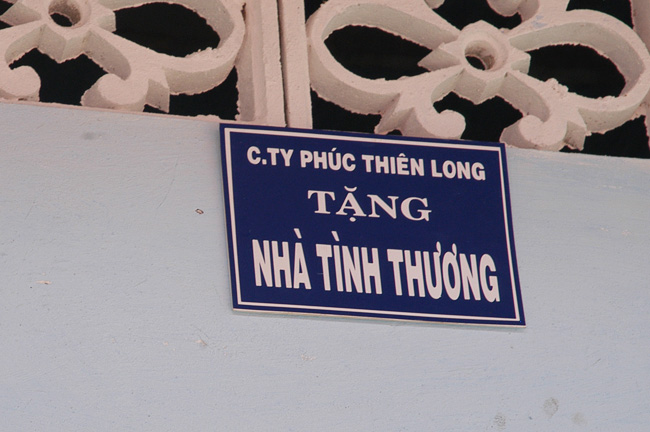 C.TY PHÚC THIÊN LONG
TẶNG
NHÀ TÌNH THƯƠNG